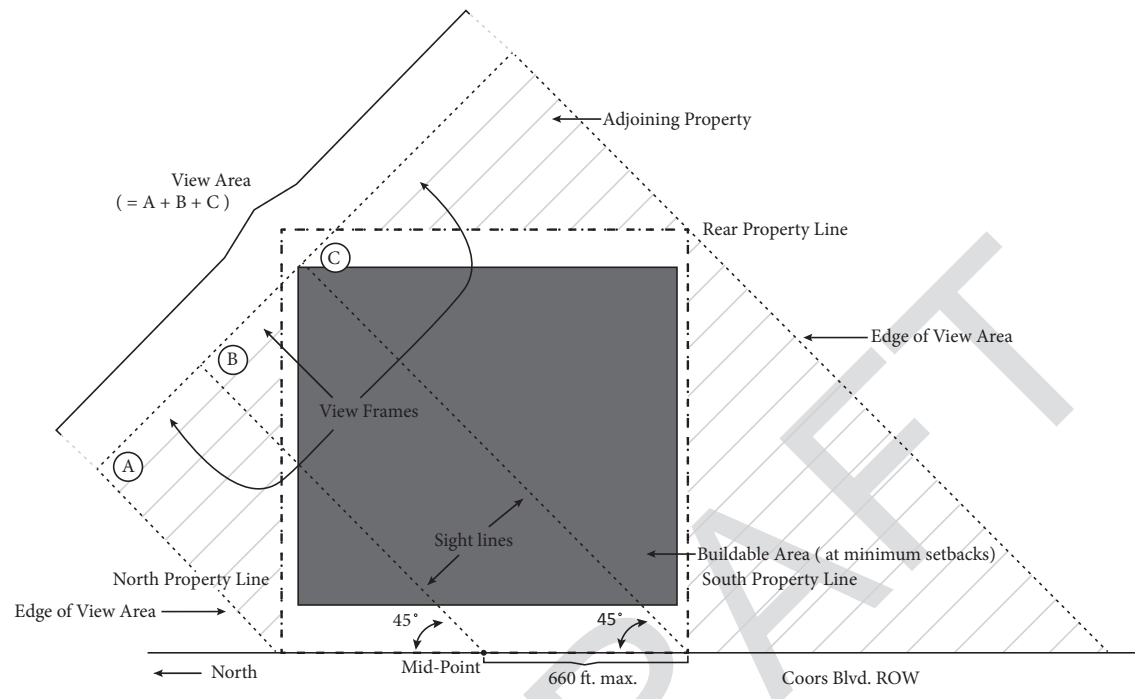 Adjoining Property
View Area
( = A + B + C )
Rear Property Line
C
Edge of View Area
B
View Frames
A
Sight lines
Buildable Area ( at minimum setbacks)
North Property Line
South Property Line
Edge of View Area
45°
45°
Mid-Point
North
660 ft. max.
Coors Blvd. ROW
DRAFT